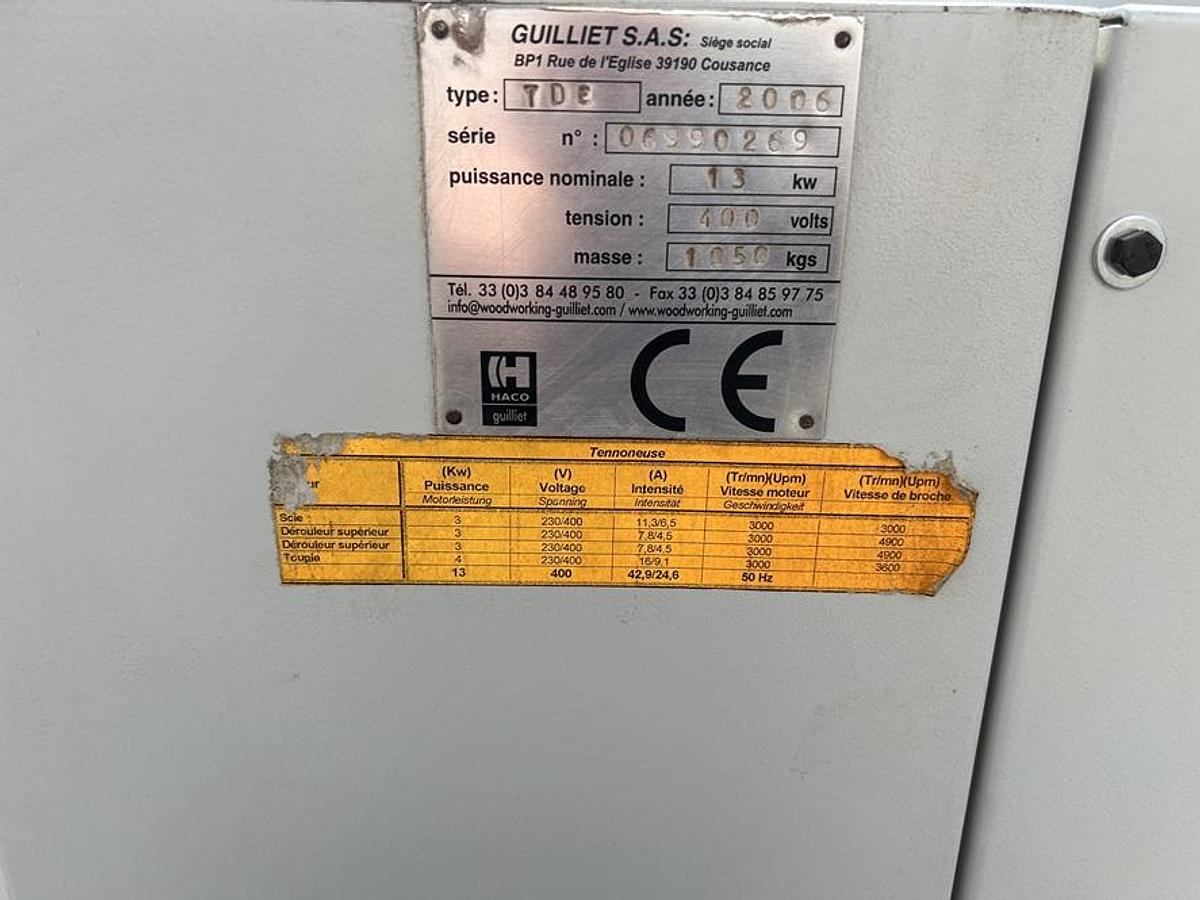 GUILLIET S.A.S: Siège social
BP1 Rue de l'Eglise 39190 Cousance
type: TDE année: 2006
série n° : 06990269
puissance nominale : 13 kw
tension : 400 volts
masse : 1050 kgs
Tél. 33 (0)3 84 48 95 80 - Fax 33 (0)3 84 85 97 75
info@woodworking-guilliet.com / www.woodworking-guilliet.com
H
HACO
guilliet
CE
Tennoneuse
(Kw) (V) (A) (Tr/mn)(Upm) (Tr/mn)(Upm)
Puissance Voltage Intensité Vitesse moteur Vitesse de broche
Motorleistung Spanning Intensität Geschwindigkeit
Scie 3 230/400 11,3/6,5 3000 3000
Dérouleur supérieur 3 230/400 7,8/4,5 3000 4900
Dérouleur supérieur 3 230/400 7,8/4,5 3000 4900
Toupie 4 230/400 16/9,1 3000 3600
13 400 42,9/24,6 50 Hz